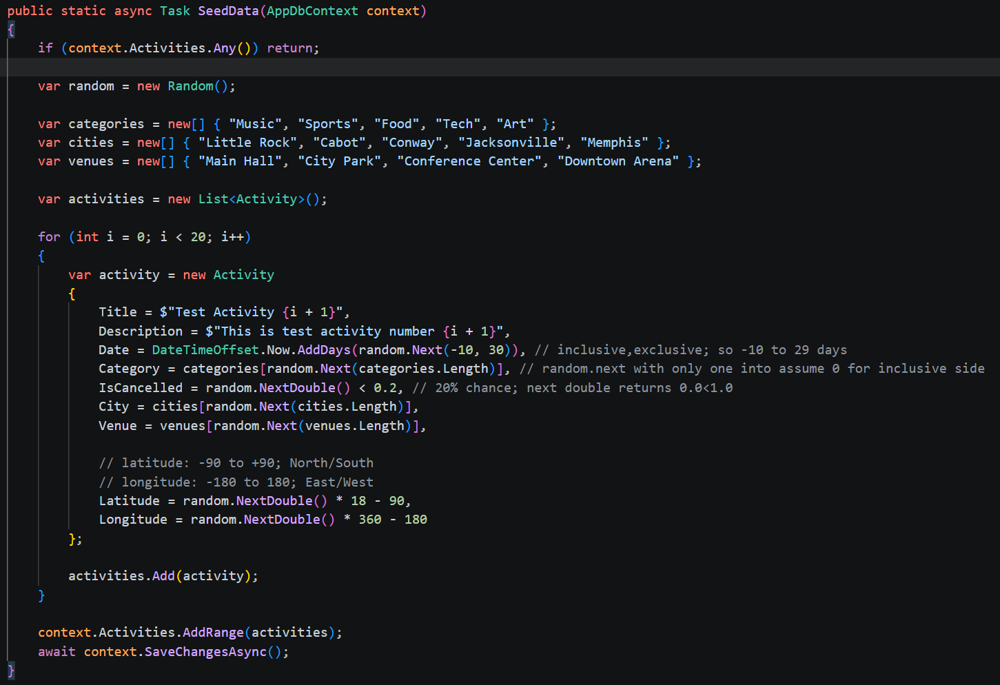 public static async Task SeedData(AppDbContext context)
{
    if (context.Activities.Any()) return;

    var random = new Random();

    var categories = new[] { "Music", "Sports", "Food", "Tech", "Art" };
    var cities = new[] { "Little Rock", "Cabot", "Conway", "Jacksonville", "Memphis" };
    var venues = new[] { "Main Hall", "City Park", "Conference Center", "Downtown Arena" };

    var activities = new List<Activity>();

    for (int i = 0; i < 20; i++)
    {
        var activity = new Activity
        {
            Title = $"Test Activity {i + 1}",
            Description = $"This is test activity number {i + 1}",
            Date = DateTimeOffset.Now.AddDays(random.Next(-10, 30)), // inclusive,exclusive; so -10 to 29 days
            Category = categories[random.Next(categories.Length)], // random.next with only one into assume 0 for inclusive side
            IsCancelled = random.NextDouble() < 0.2, // 20% chance; next double returns 0.0<1.0
            City = cities[random.Next(cities.Length)],
            Venue = venues[random.Next(venues.Length)],

            // latitude: -90 to +90; North/South
            // longitude: -180 to 180; East/West
            Latitude = random.NextDouble() * 18 - 90,
            Longitude = random.NextDouble() * 360 - 180
        };

        activities.Add(activity);
    }

    context.Activities.AddRange(activities);
    await context.SaveChangesAsync();
}